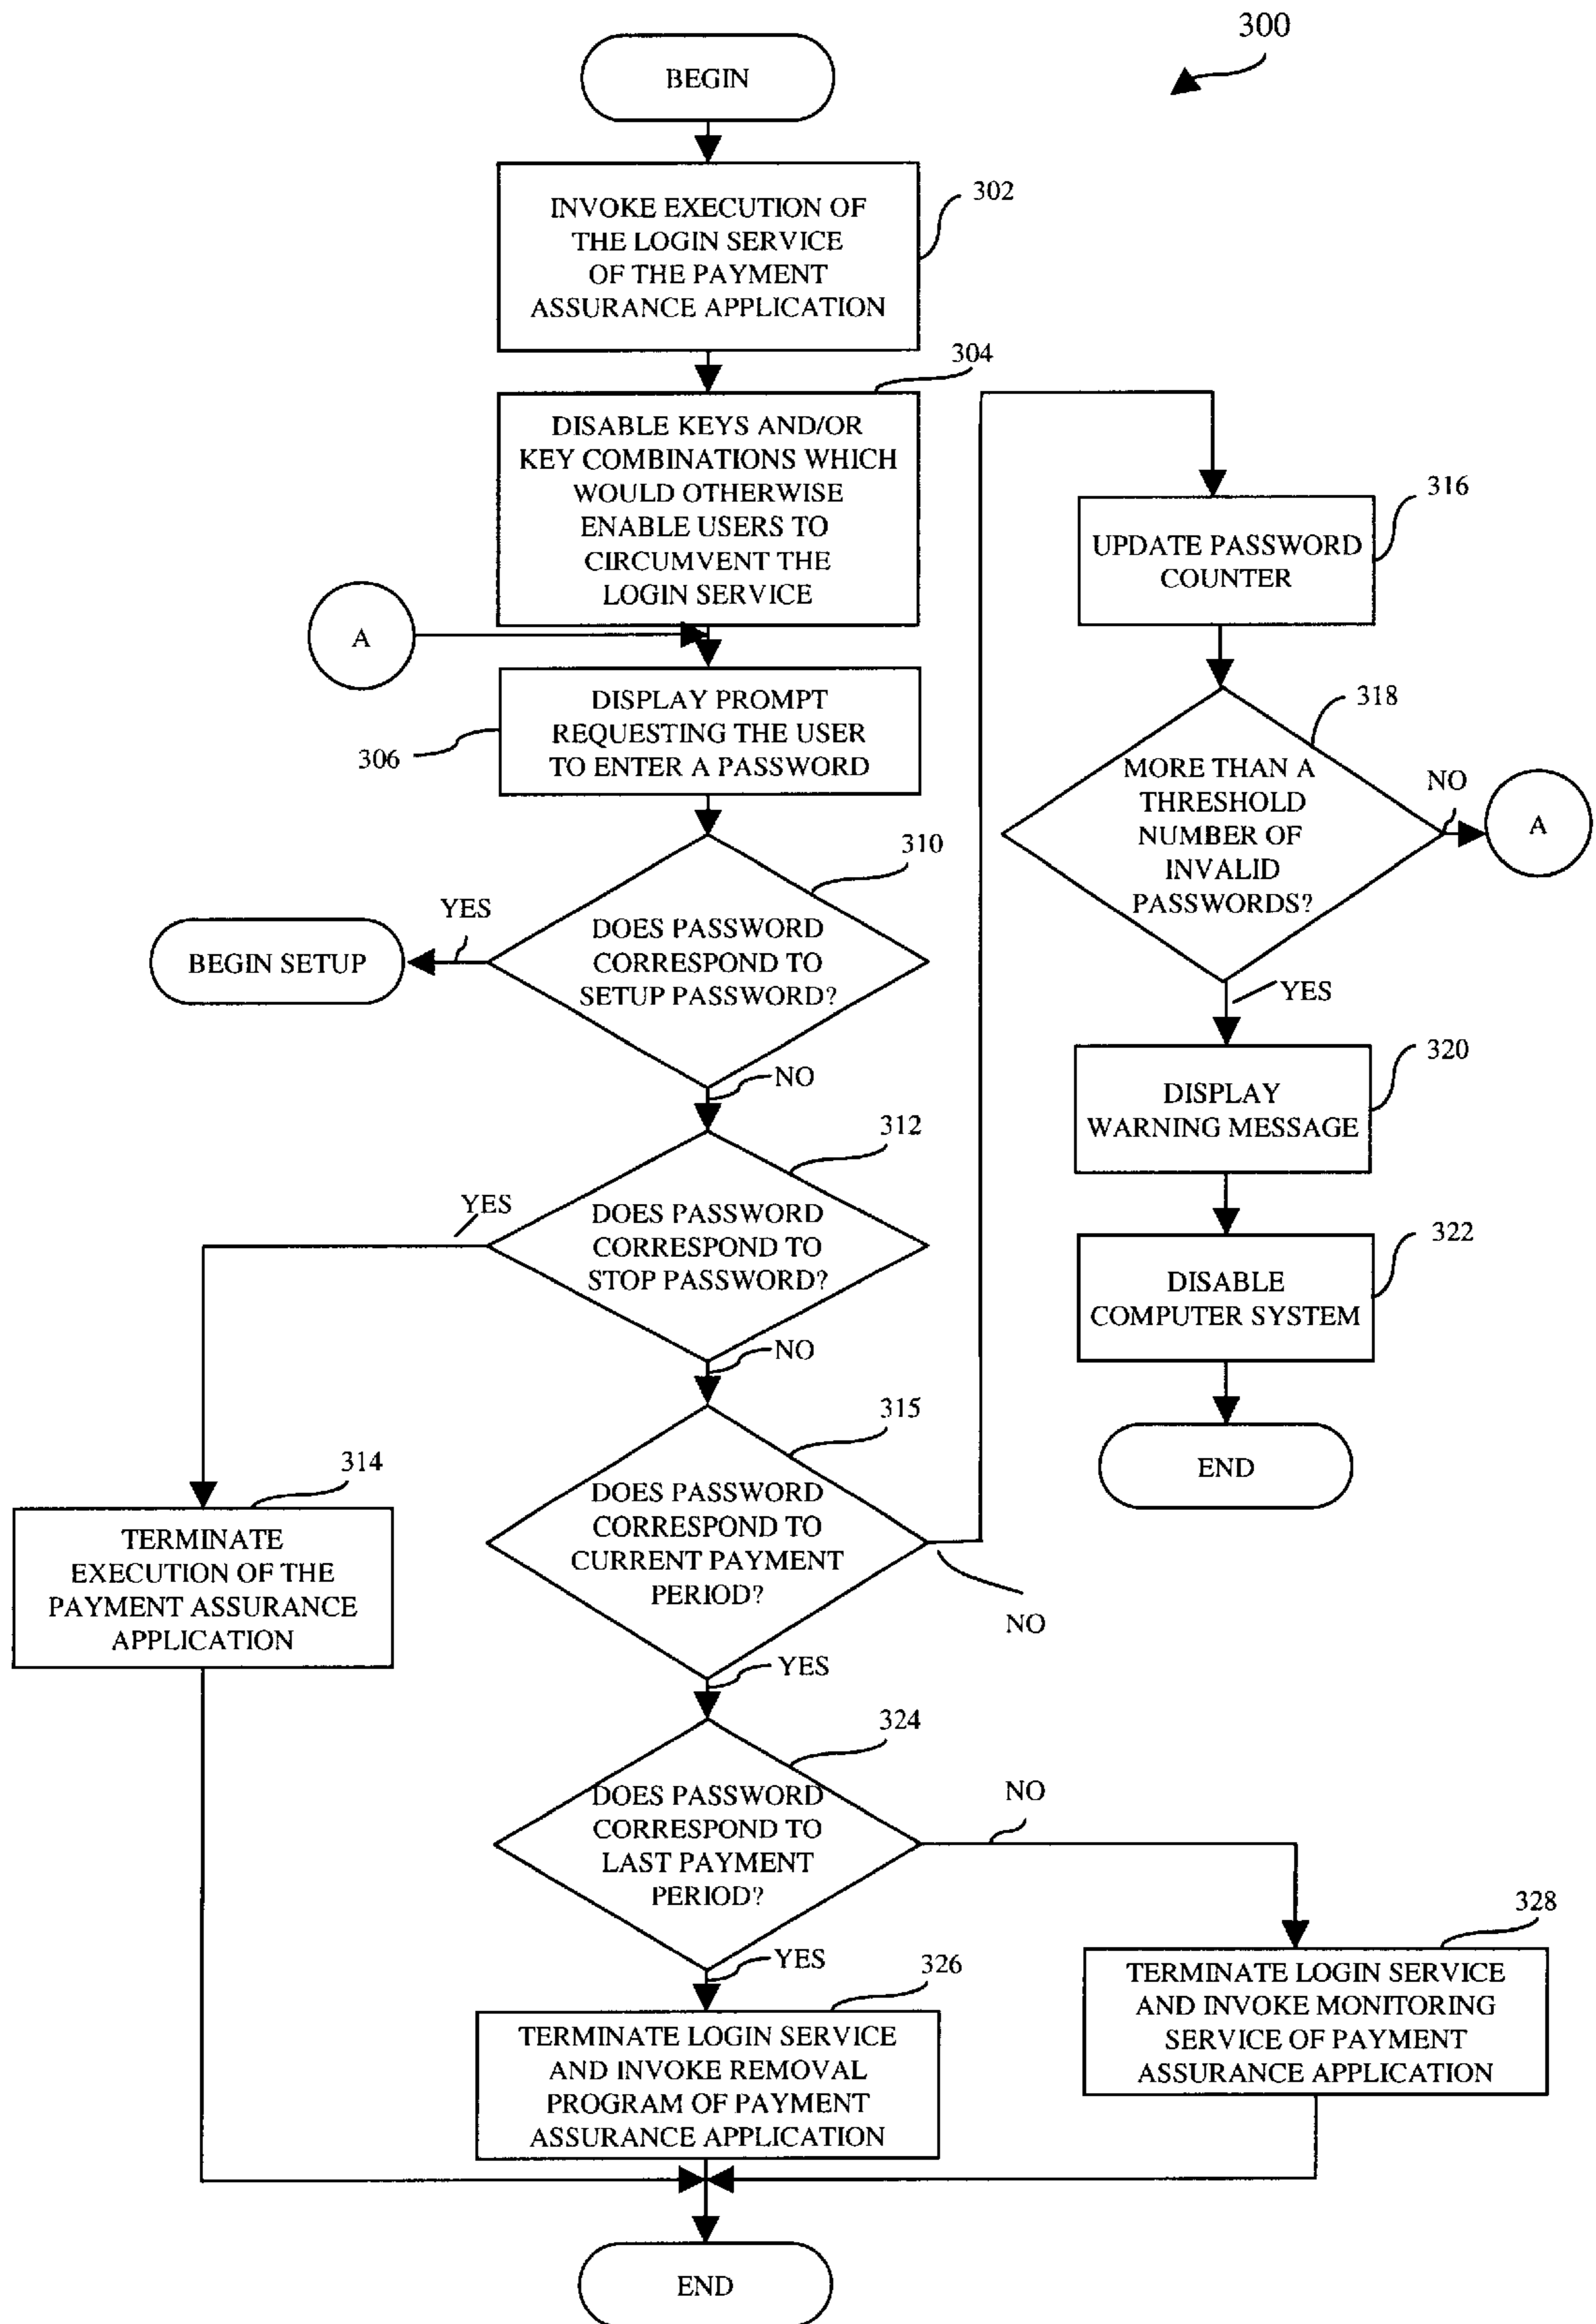 300
BEGIN
302
INVOKE EXECUTION OF
THE LOGIN SERVICE
OF THE PAYMENT
ASSURANCE APPLICATION
304
DISABLE KEYS AND/OR
KEY COMBINATIONS WHICH
WOULD OTHERWISE
ENABLE USERS TO
CIRCUMVENT THE
LOGIN SERVICE
A
306
DISPLAY PROMPT
REQUESTING THE USER
TO ENTER A PASSWORD
310
DOES PASSWORD
CORRESPOND TO
SETUP PASSWORD?
YES
BEGIN SETUP
NO
312
DOES PASSWORD
CORRESPOND TO
STOP PASSWORD?
YES
NO
314
TERMINATE
EXECUTION OF THE
PAYMENT ASSURANCE
APPLICATION
315
DOES PASSWORD
CORRESPOND TO
CURRENT PAYMENT
PERIOD?
NO
YES
316
UPDATE PASSWORD
COUNTER
318
MORE THAN A
THRESHOLD
NUMBER OF
INVALID
PASSWORDS?
NO
A
YES
320
DISPLAY
WARNING MESSAGE
322
DISABLE
COMPUTER SYSTEM
END
324
DOES PASSWORD
CORRESPOND TO
LAST PAYMENT
PERIOD?
NO
YES
326
TERMINATE LOGIN SERVICE
AND INVOKE REMOVAL
PROGRAM OF PAYMENT
ASSURANCE APPLICATION
328
TERMINATE LOGIN SERVICE
AND INVOKE MONITORING
SERVICE OF PAYMENT
ASSURANCE APPLICATION
END